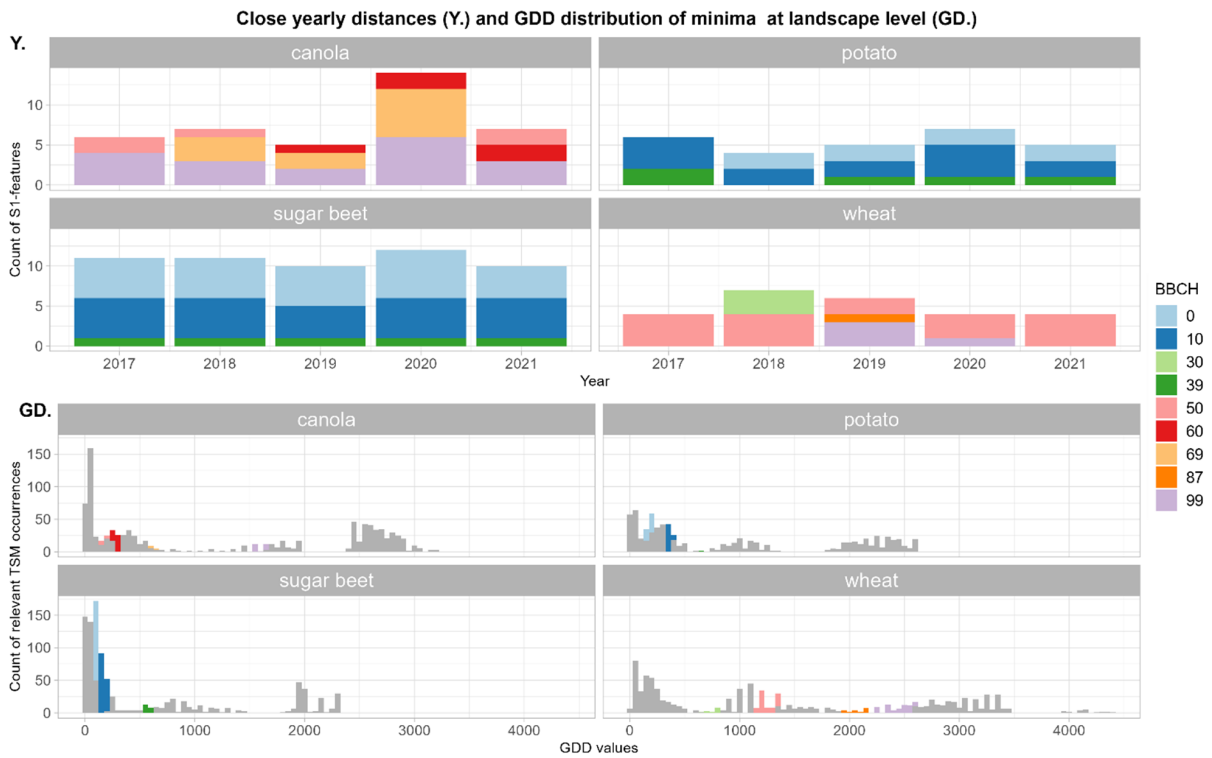 Close yearly distances (Y.) and GDD distribution of minima  at landscape level (GD.)
Y.
canola
potato
10
5
0
sugar beet
wheat
10
5
0
Count of S1-features
2017 2018 2019 2020 2021
2017 2018 2019 2020 2021
Year
BBCH
0
10
30
39
50
60
69
87
99
GD.
canola
potato
150
100
50
0
sugar beet
wheat
150
100
50
0
Count of relevant TSM occurrences
0 1000 2000 3000 4000
0 1000 2000 3000 4000
GDD values